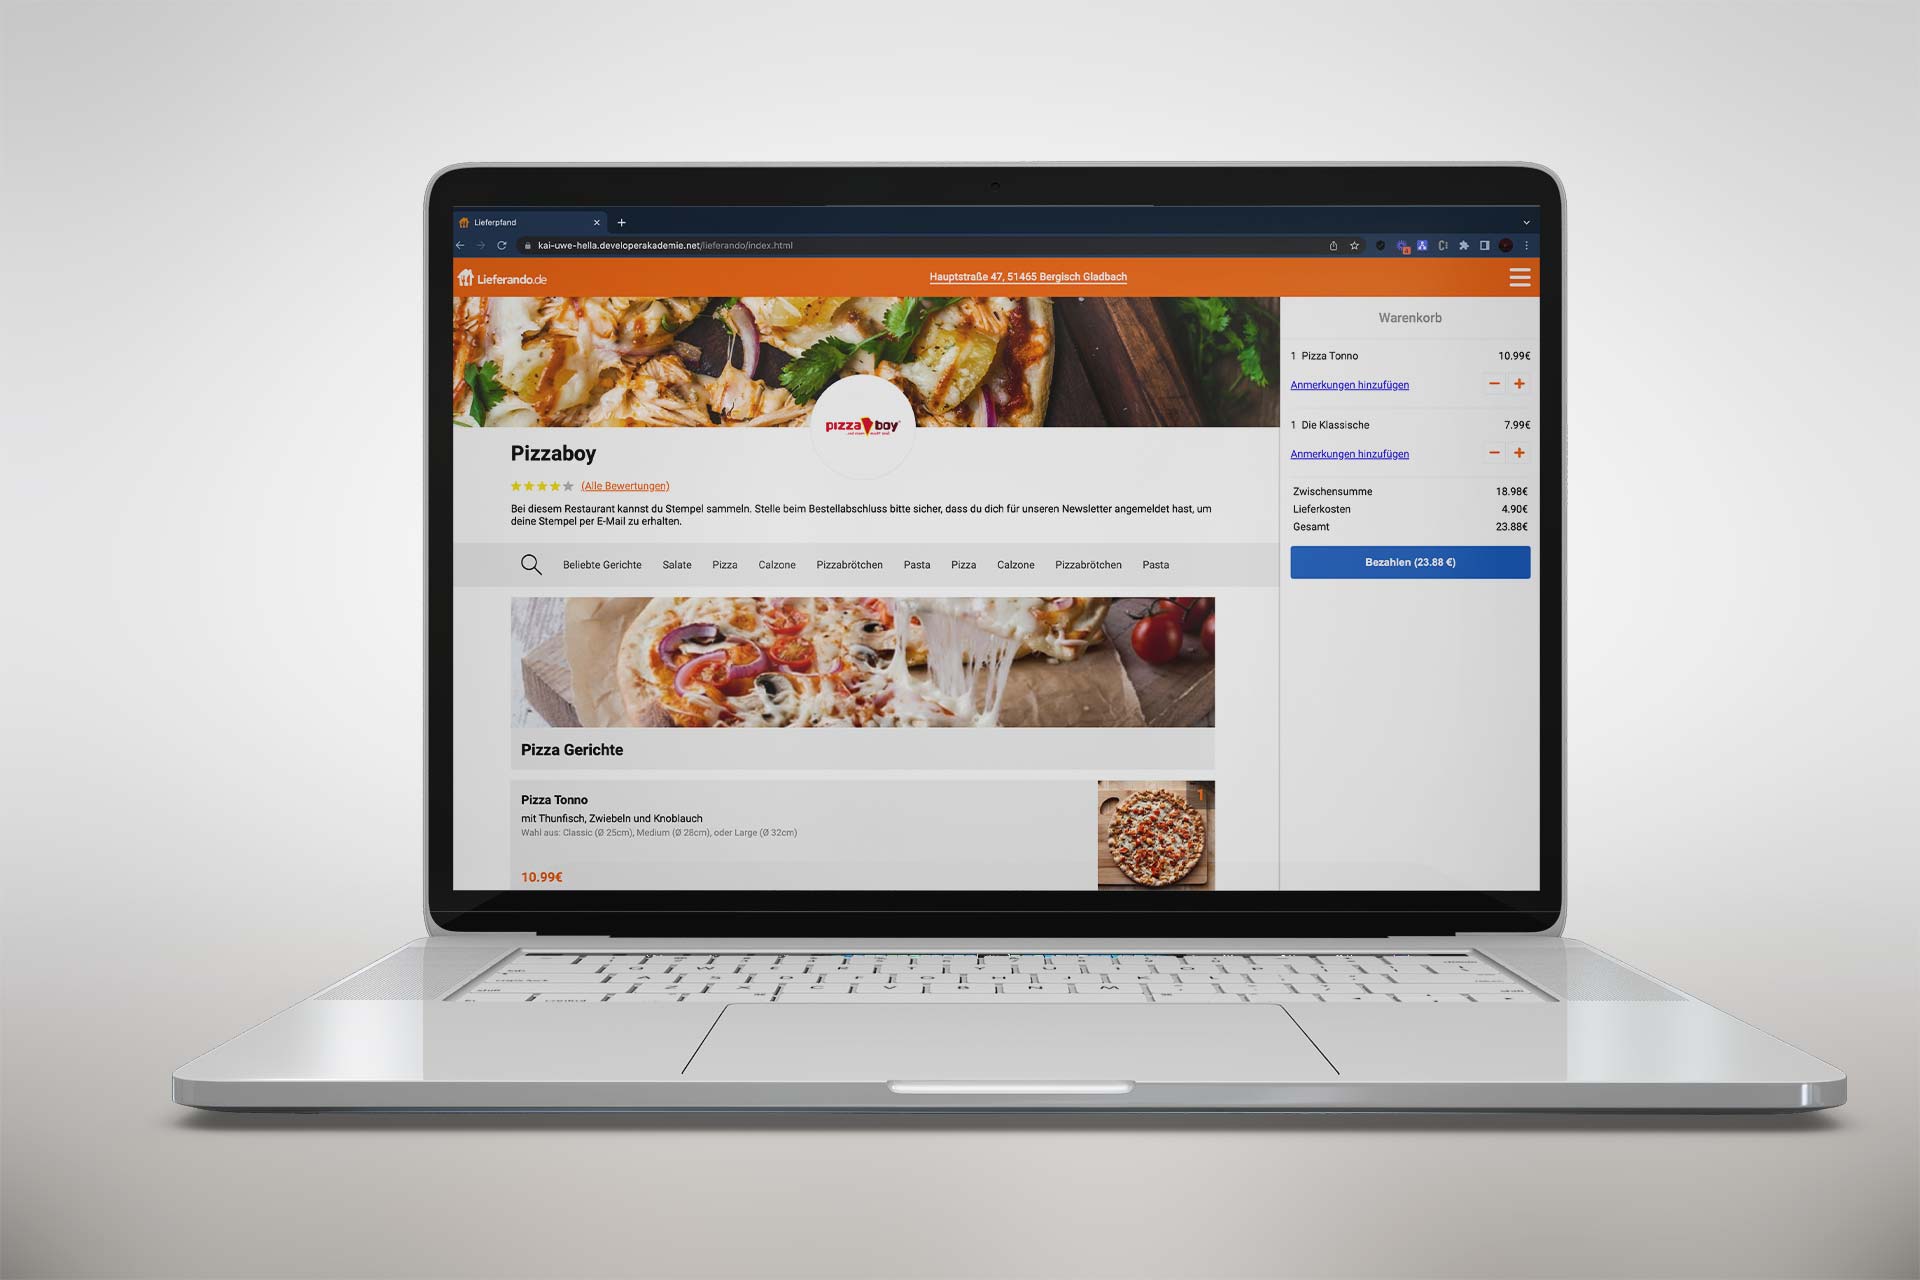 Lieferpfand
kai-uwe-hella.developerakademie.net/lieferando/index.html
Lieferando.de
Hauptstraße 47, 51465 Bergisch Gladbach
Warenkorb
1 Pizza Tonno 10.99€
Anmerkungen hinzufügen
1 Die Klassische 7.99€
Anmerkungen hinzufügen
Zwischensumme 18.98€
Lieferkosten 4.90€
Gesamt 23.88€
Bezahlen (23.88 €)
pizza boy
Pizzaboy
(Alle Bewertungen)
Bei diesem Restaurant kannst du Stempel sammeln. Stelle beim Bestellabschluss bitte sicher, dass du dich für unseren Newsletter angemeldet hast, um
deine Stempel per E-Mail zu erhalten.
Beliebte Gerichte Salate Pizza Calzone Pizzabrötchen Pasta Pizza Calzone Pizzabrötchen Pasta
Pizza Gerichte
Pizza Tonno
1
mit Thunfisch, Zwiebeln und Knoblauch
Wahl aus: Classic (Ø 25cm), Medium (Ø 28cm), oder Large (Ø 32cm)
10.99€